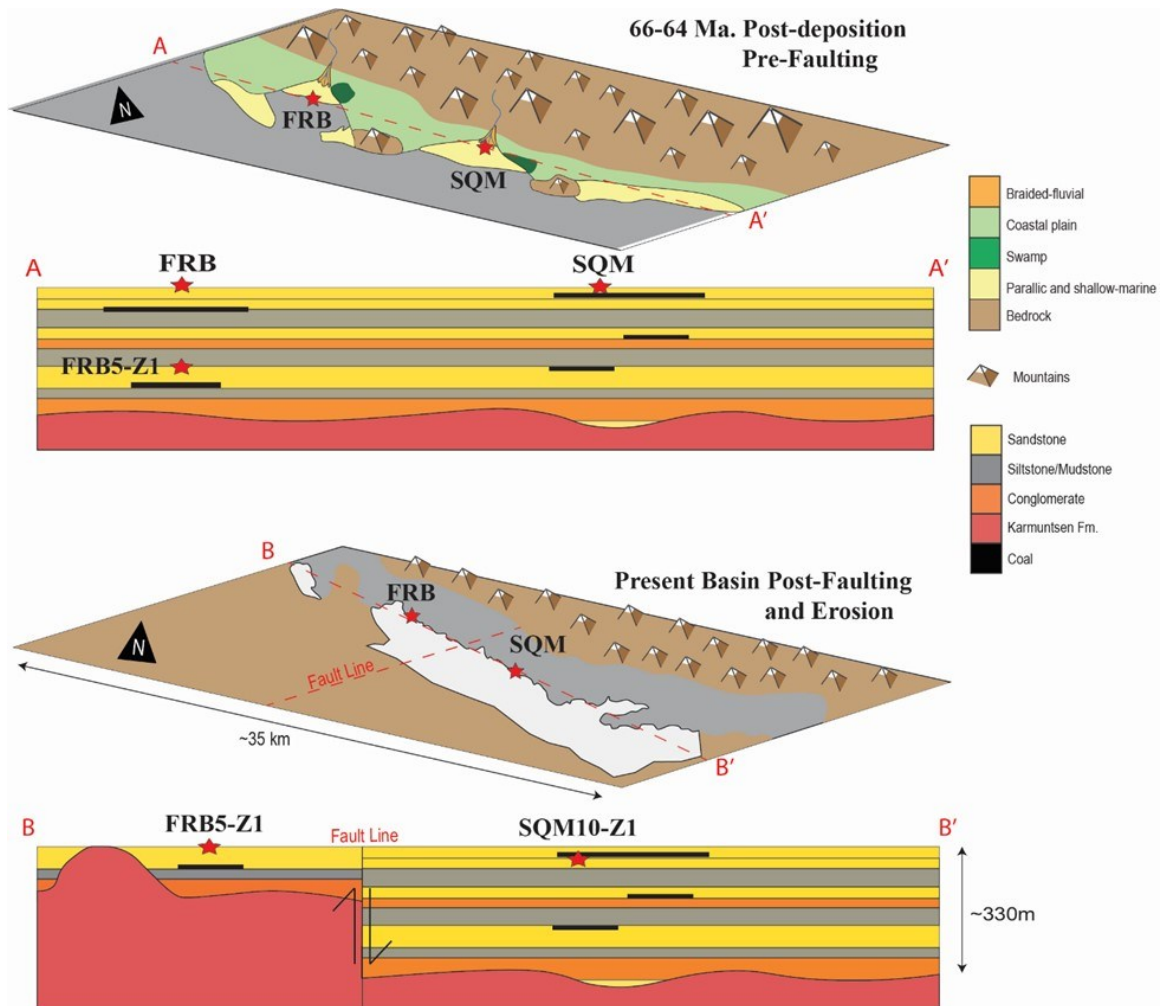 66-64 Ma. Post-deposition
Pre-Faulting
A
N
FRB
SQM
A'
Braided-fluvial
Coastal plain
Swamp
Parallic and shallow-marine
Bedrock
Mountains
A
FRB
SQM
A'
FRB5-Z1
Sandstone
Siltstone/Mudstone
Conglomerate
Karmuntsen Fm.
Coal
Present Basin Post-Faulting
and Erosion
B
N
FRB
SQM
Fault Line
~35 km
B'
B
FRB5-Z1
Fault Line
SQM10-Z1
B'
~330m